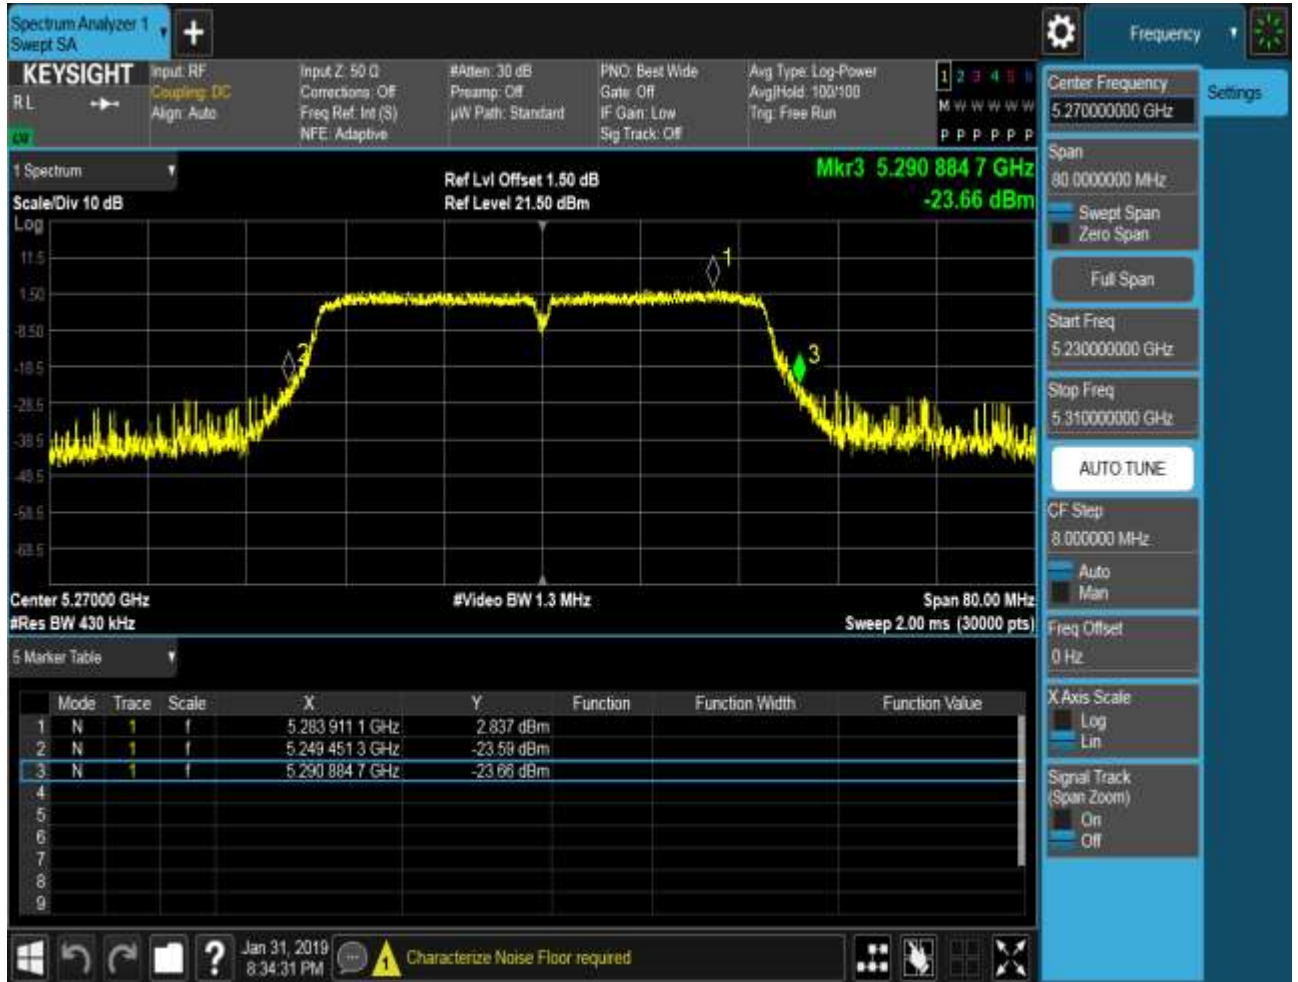 Spectrum Analyzer 1
Swept SA
+
Frequency
KEYSIGHT
RL
Input: RF
Coupling: DC
Align: Auto
Input Z: 50 Ω
Corrections: Off
Freq Ref: Int (S)
NFE: Adaptive
#Atten: 30 dB
Preamp: Off
µW Path: Standard
PNO: Best Wide
Gate: Off
IF Gain: Low
Sig Track: Off
Avg Type: Log-Power
Avg|Hold: 100/100
Trig: Free Run
1 2 3 4 5 6
M W W W W W
P P P P P P
1 Spectrum
Scale/Div 10 dB
Ref Lvl Offset 1.50 dB
Ref Level 21.50 dBm
Mkr3 5.290 884 7 GHz
-23.66 dBm
Log
11.5
1.50
-8.50
-18.5
-28.5
-38.5
-48.5
-58.5
-68.5
1
2
3
Center 5.27000 GHz
#Res BW 430 kHz
#Video BW 1.3 MHz
Span 80.00 MHz
Sweep 2.00 ms (30000 pts)
5 Marker Table
Mode Trace Scale X Y Function Function Width Function Value
1 N 1 f 5.283 911 1 GHz 2.837 dBm
2 N 1 f 5.249 451 3 GHz -23.59 dBm
3 N 1 f 5.290 884 7 GHz -23.66 dBm
4
5
6
7
8
9
Center Frequency
5.270000000 GHz
Settings
Span
80.0000000 MHz
Swept Span
Zero Span
Full Span
Start Freq
5.230000000 GHz
Stop Freq
5.310000000 GHz
AUTO TUNE
CF Step
8.000000 MHz
Auto
Man
Freq Offset
0 Hz
X Axis Scale
Log
Lin
Signal Track
(Span Zoom)
On
Off
?
Jan 31, 2019
8:34:31 PM
1
Characterize Noise Floor required